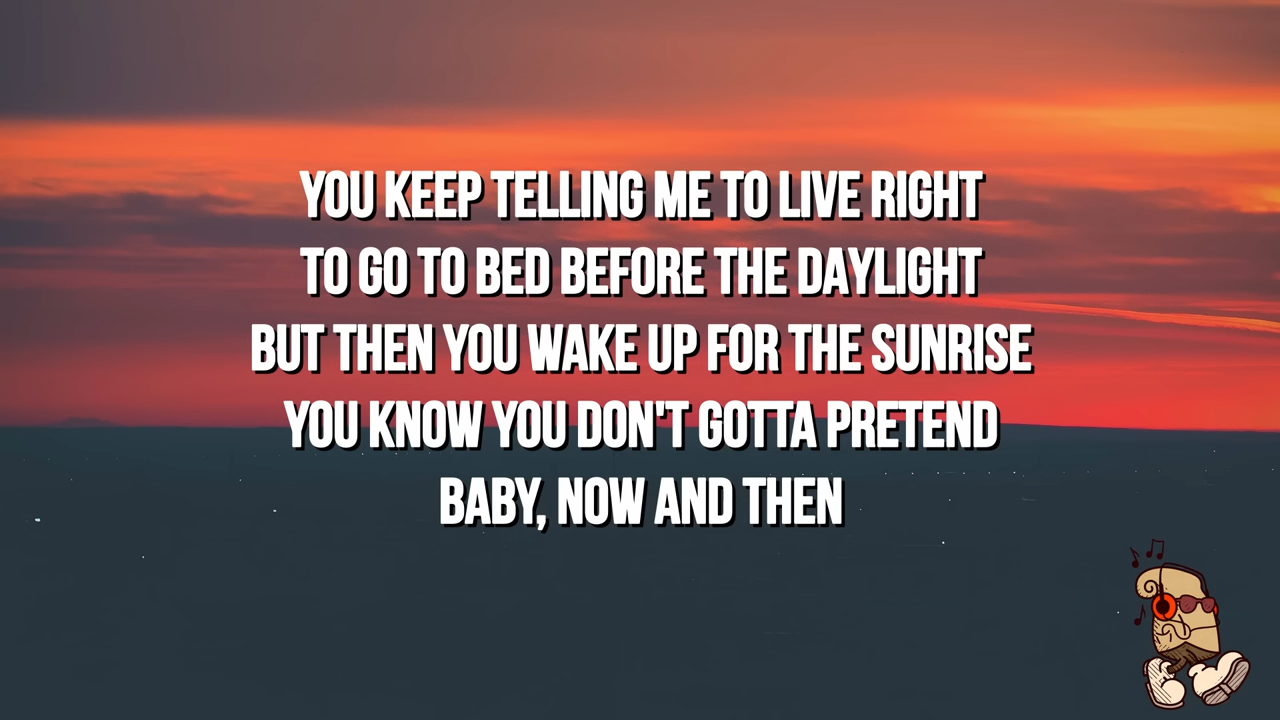 YOU KEEP TELLING ME TO LIVE RIGHT
TO GO TO BED BEFORE THE DAYLIGHT
BUT THEN YOU WAKE UP FOR THE SUNRISE
YOU KNOW YOU DON'T GOTTA PRETEND
BABY, NOW AND THEN